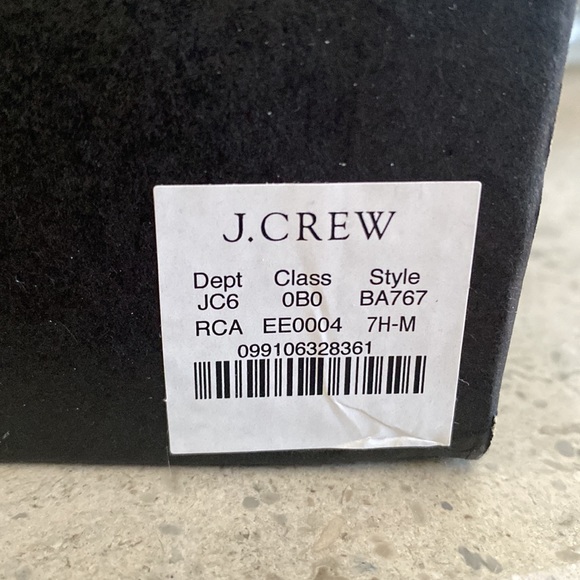 J.CREW
Dept Class Style
JC6 0B0 BA767
RCA EE0004 7H-M
099106328361